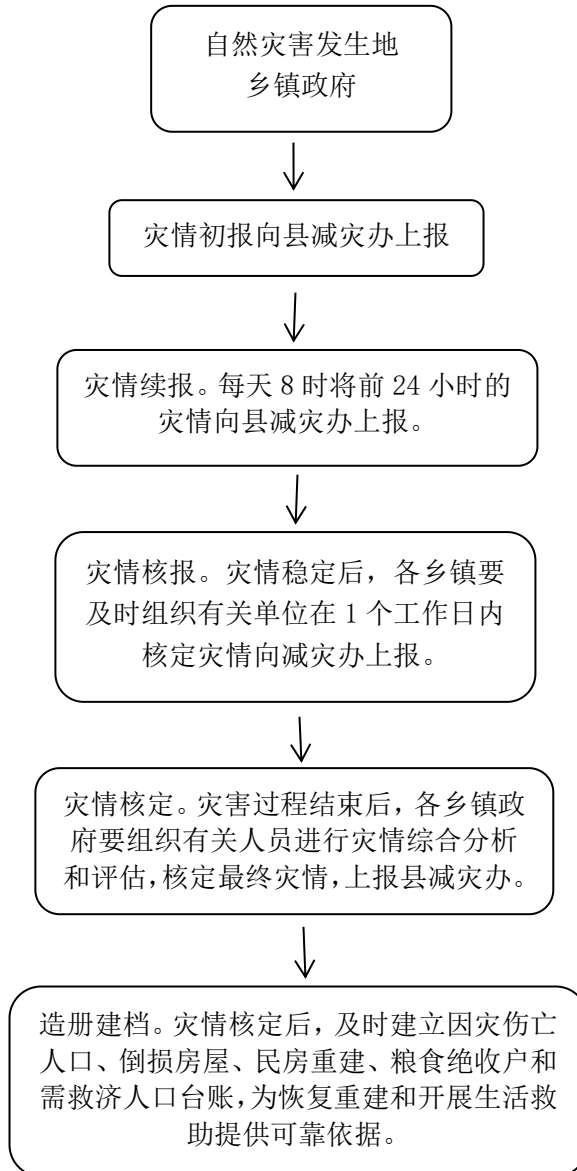 自然灾害发生地
乡镇政府
灾情初报向县减灾办上报
灾情续报。每天 8 时将前 24 小时的
灾情向县减灾办上报。
灾情核报。灾情稳定后，各乡镇要
及时组织有关单位在 1 个工作日内
核定灾情向减灾办上报。
灾情核定。灾害过程结束后，各乡镇政
府要组织有关人员进行灾情综合分析
和评估，核定最终灾情，上报县减灾办。
造册建档。灾情核定后，及时建立因灾伤亡
人口、倒损房屋、民房重建、粮食绝收户和
需救济人口台账，为恢复重建和开展生活救
助提供可靠依据。